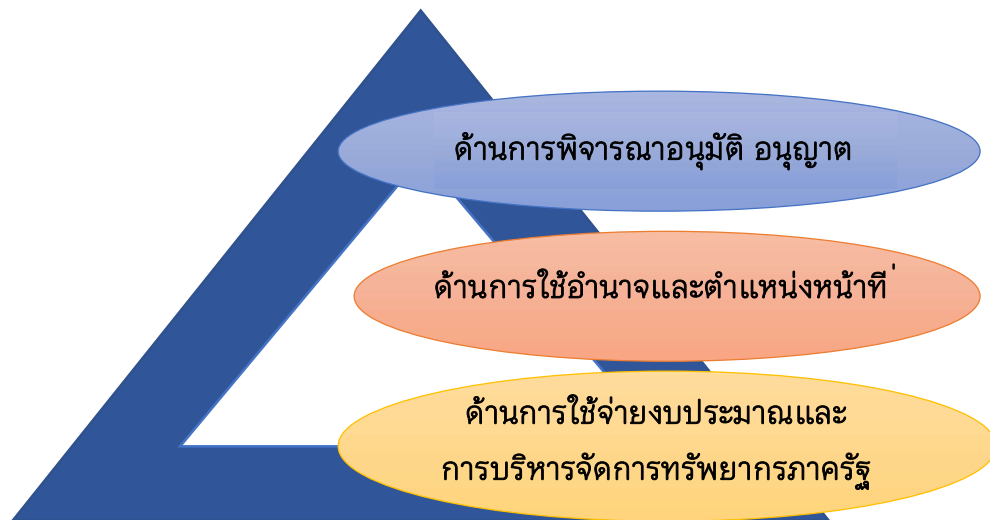 ด้านการพิจารณาอนุมัติ อนุญาต
ด้านการใช้อำนาจและตำแหน่งหน้าที่
ด้านการใช้จ่ายงบประมาณและ
การบริหารจัดการทรัพยากรภาครัฐ